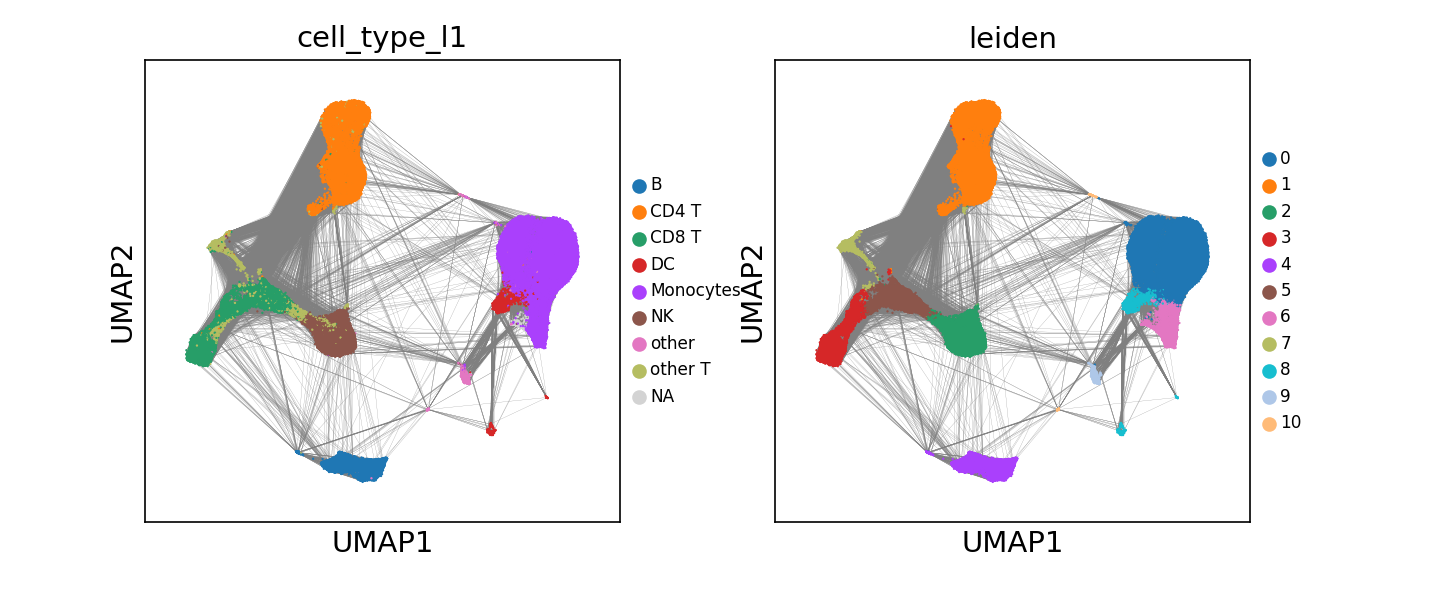 cell_type_l1
UMAP2
UMAP1
B
CD4 T
CD8 T
DC
Monocytes
NK
other
other T
NA
leiden
UMAP2
UMAP1
0
1
2
3
4
5
6
7
8
9
10